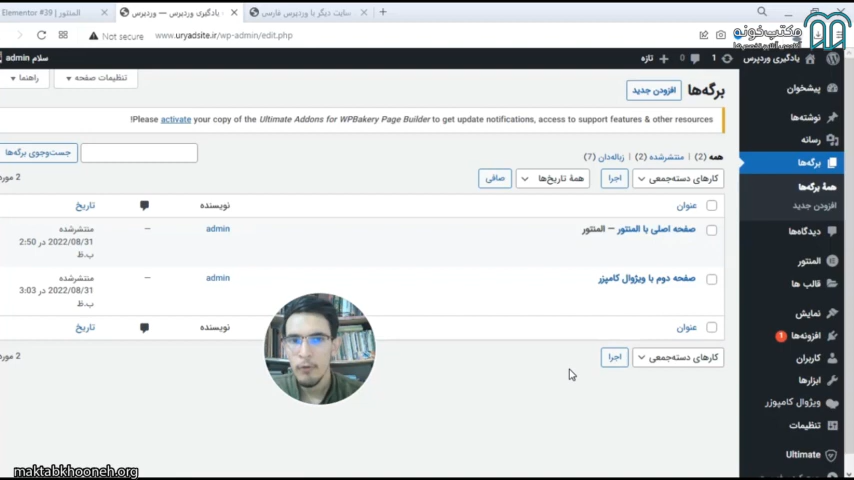 Elementor #39 | المنتور
یادگیری وردپرس — وردپرس
سایت دیگر با وردپرس فارسی
Not secure
www.uryadsite.ir/wp-admin/edit.php
مکتب‌خونه
یادگیری وردپرس
1
0
تازه
سلام admin
تنظیمات صفحه
راهنما
برگه‌ها
افزودن جدید
Please activate your copy of the Ultimate Addons for WPBakery Page Builder to get update notifications, access to support features & other resources!
همه (2) | منتشرشده (2) | زباله‌دان (7)
جست‌وجوی برگه‌ها
کارهای دسته‌جمعی
اجرا
همهٔ تاریخ‌ها
صافی
2 مورد
عنوان
نویسنده
تاریخ
صفحه اصلی با المنتور — المنتور
admin
—
منتشرشده
2022/08/31 در 2:50
ب.ظ
صفحه دوم با ویژوال کامپزر
admin
—
منتشرشده
2022/08/31 در 3:03
ب.ظ
عنوان
نویسنده
تاریخ
کارهای دسته‌جمعی
اجرا
2 مورد
پیشخوان
نوشته‌ها
رسانه
برگه‌ها
همهٔ برگه‌ها
افزودن جدید
دیدگاه‌ها
المنتور
قالب ها
نمایش
افزونه‌ها 1
کاربران
ابزارها
ویژوال کامپوزر
تنظیمات
Ultimate
maktabkhooneh.org